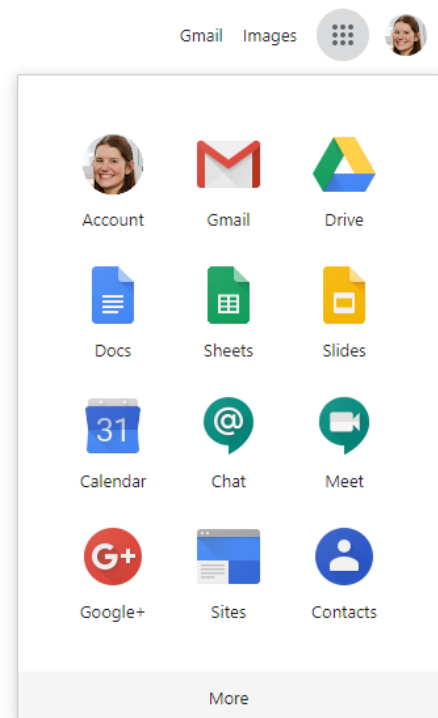 Gmail Images
Account Gmail Drive
Docs Sheets Slides
31 @
Calendar Chat Meet
G+
Google+ Sites Contacts
More